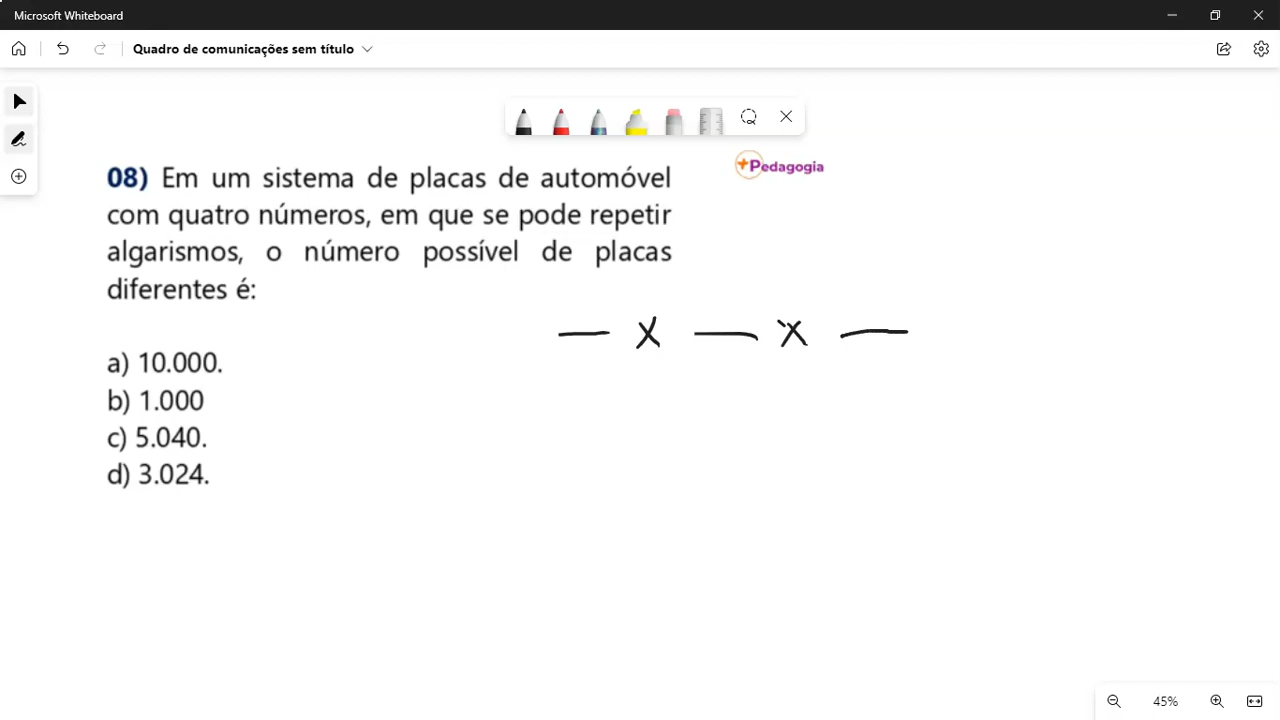 Microsoft Whiteboard
Quadro de comunicações sem título
+Pedagogia
08) Em um sistema de placas de automóvel
com quatro números, em que se pode repetir
algarismos, o número possível de placas
diferentes é:
— X — X —
a) 10.000.
b) 1.000
c) 5.040.
d) 3.024.
45%